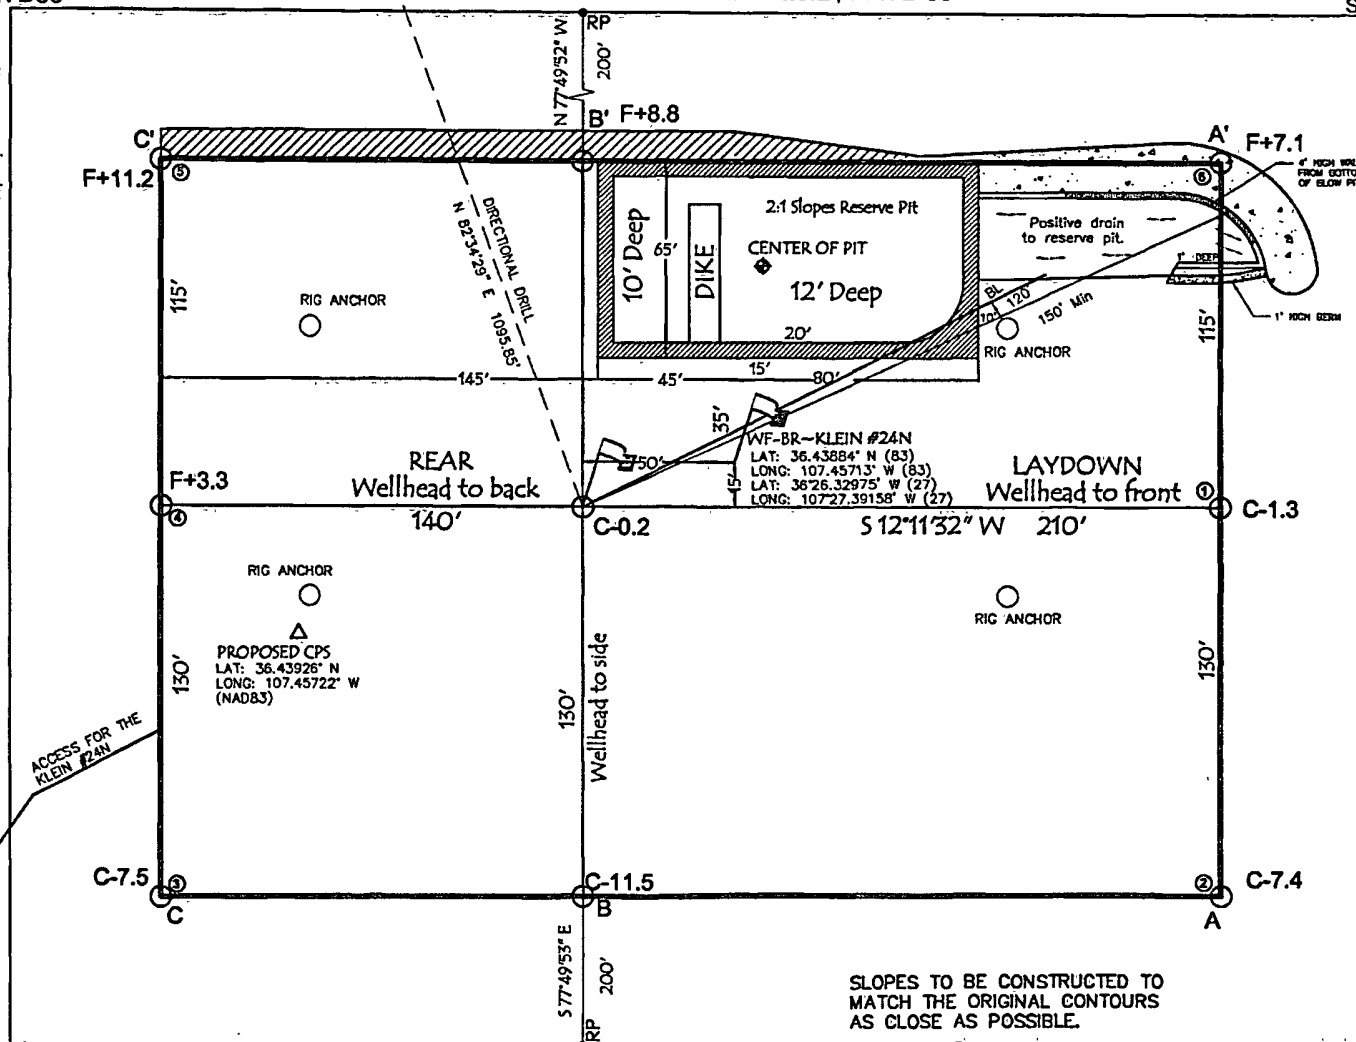 RP
N 77°49'52" W
200'
C'
B'
F+8.8
A'
F+7.1
F+11.2
⑤
⑥
4' HIGH
FROM
OF BLOW
DIRECTIONAL DRILL
N 82°34'29" E 1095.85'
10' Deep
65'
DIKE
2:1 Slopes Reserve Pit
CENTER OF PIT
12' Deep
20'
Positive drain
to reserve pit.
1' DEEP
1' HIGH BERM
115'
RIG ANCHOR
BL
120'
150' Min
RIG ANCHOR
115'
145'
45'
15'
80'
35'
50'
15'
WF-BR~KLEIN #24N
LAT: 36.43884° N (83)
LONG: 107.45713° W (83)
LAT: 36°26.32975' N (27)
LONG: 107°27.39158' W (27)
REAR
Wellhead to back
140'
LAYDOWN
Wellhead to front
S 12°11'32" W 210'
F+3.3
④
C-0.2
①
C-1.3
RIG ANCHOR
RIG ANCHOR
PROPOSED CPS
LAT: 36.43926° N
LONG: 107.45722° W
(NAD83)
130'
130'
Wellhead to side
130'
ACCESS FOR THE
KLEIN #24N
C-7.5
③
C
C-11.5
B
②
C-7.4
A
S 77°49'53" E
200'
RP
SLOPES TO BE CONSTRUCTED TO
MATCH THE ORIGINAL CONTOURS
AS CLOSE AS POSSIBLE.